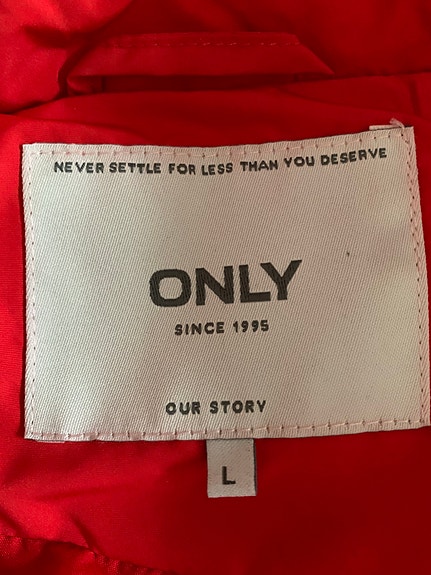 NEVER SETTLE FOR LESS THAN YOU DESERVE
ONLY
SINCE 1995
OUR STORY
L